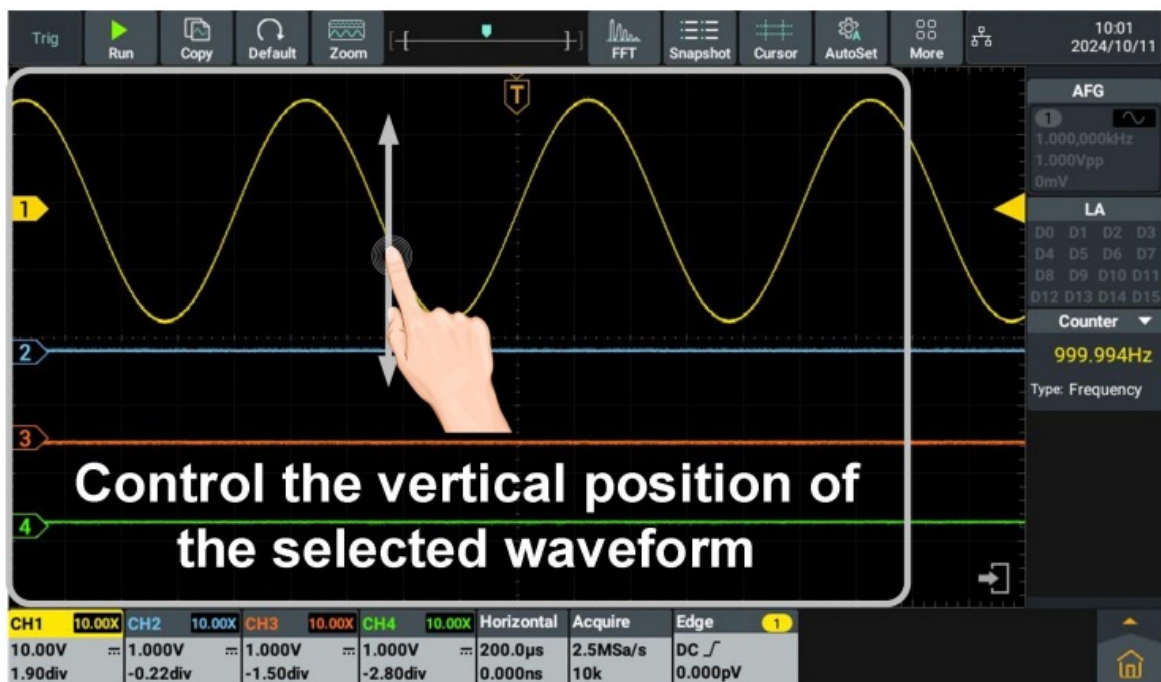 Trig
Run
Copy
Default
Zoom
FFT
Snapshot
Cursor
AutoSet
More
10:01
2024/10/11
T
AFG
1
1.000,000kHz
1.000Vpp
0mV
1
LA
D0 D1 D2 D3
D4 D5 D6 D7
D8 D9 D10 D11
D12 D13 D14 D15
Counter
999.994Hz
Type: Frequency
2
3
Control the vertical position of
4
the selected waveform
CH1 10.00X CH2 10.00X CH3 10.00X CH4 10.00X Horizontal Acquire Edge 1
10.00V 1.000V 1.000V 1.000V 200.0μs 2.5MSa/s DC
1.90div -0.22div -1.50div -2.80div 0.000ns 10k 0.000pV